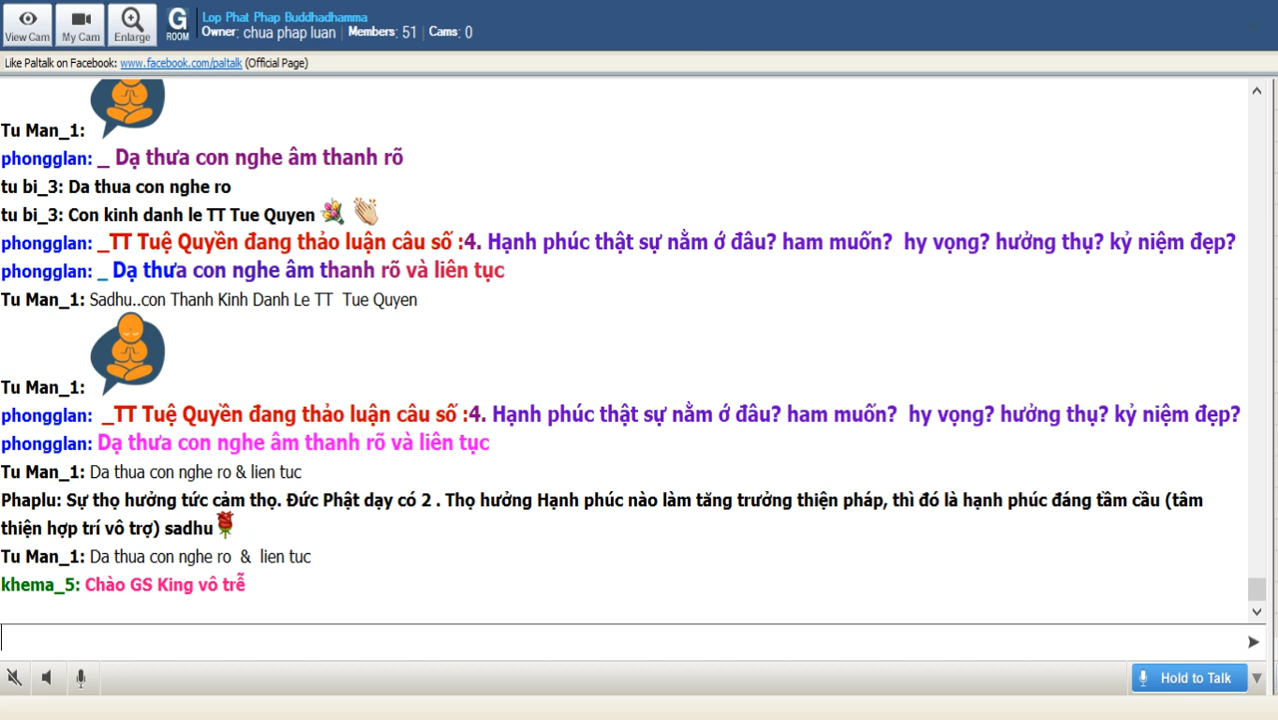 View Cam
My Cam
Enlarge
G
ROOM
Lop Phat Phap Buddhadhamma
Owner: chua phap luan | Members: 51 | Cams: 0
Like Paltalk on Facebook: www.facebook.com/paltalk (Official Page)
Tu Man_1:
phongglan: _ Dạ thưa con nghe âm thanh rõ
tu bi_3: Da thua con nghe ro
tu bi_3: Con kinh danh le TT Tue Quyen
phongglan: _TT Tuệ Quyền đang thảo luận câu số :4. Hạnh phúc thật sự nằm ớ đâu? ham muốn? hy vọng? hưởng thụ? kỷ niệm đẹp?
phongglan: _ Dạ thưa con nghe âm thanh rõ và liên tục
Tu Man_1: Sadhu..con Thanh Kinh Danh Le TT Tue Quyen
Tu Man_1:
phongglan: _TT Tuệ Quyền đang thảo luận câu số :4. Hạnh phúc thật sự nằm ớ đâu? ham muốn? hy vọng? hưởng thụ? kỷ niệm đẹp?
phongglan: Dạ thưa con nghe âm thanh rõ và liên tục
Tu Man_1: Da thua con nghe ro & lien tuc
Phaplu: Sự thọ hưởng tức cảm thọ. Đức Phật dạy có 2 . Thọ hưởng Hạnh phúc nào làm tăng trưởng thiện pháp, thì đó là hạnh phúc đáng tầm cầu (tâm
thiện hợp trí vô trợ) sadhu
Tu Man_1: Da thua con nghe ro & lien tuc
khema_5: Chào GS King vô trễ
Hold to Talk